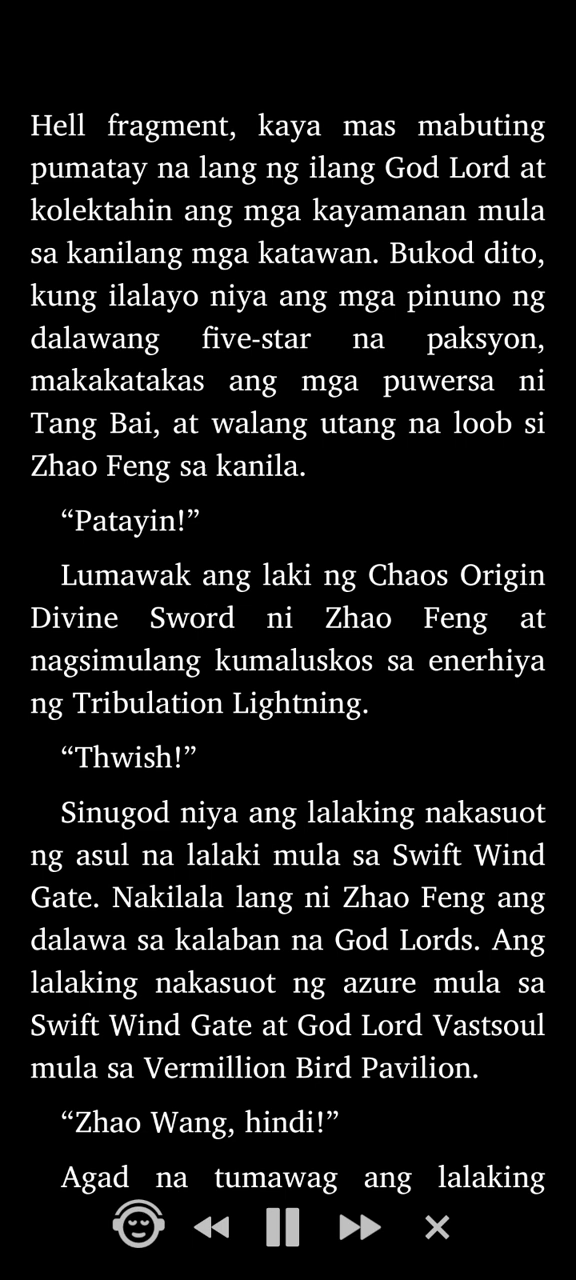 Hell fragment, kaya mas mabuting
pumatay na lang ng ilang God Lord at
kolektahin ang mga kayamanan mula
sa kanilang mga katawan. Bukod dito,
kung ilalayo niya ang mga pinuno ng
dalawang five-star na paksyon,
makakatakas ang mga puwersa ni
Tang Bai, at walang utang na loob si
Zhao Feng sa kanila.
“Patayin!”
Lumawak ang laki ng Chaos Origin
Divine Sword ni Zhao Feng at
nagsimulang kumaluskos sa enerhiya
ng Tribulation Lightning.
“Thwish!”
Sinugod niya ang lalaking nakasuot
ng asul na lalaki mula sa Swift Wind
Gate. Nakilala lang ni Zhao Feng ang
dalawa sa kalaban na God Lords. Ang
lalaking nakasuot ng azure mula sa
Swift Wind Gate at God Lord Vastsoul
mula sa Vermillion Bird Pavilion.
“Zhao Wang, hindi!”
Agad na tumawag ang lalaking